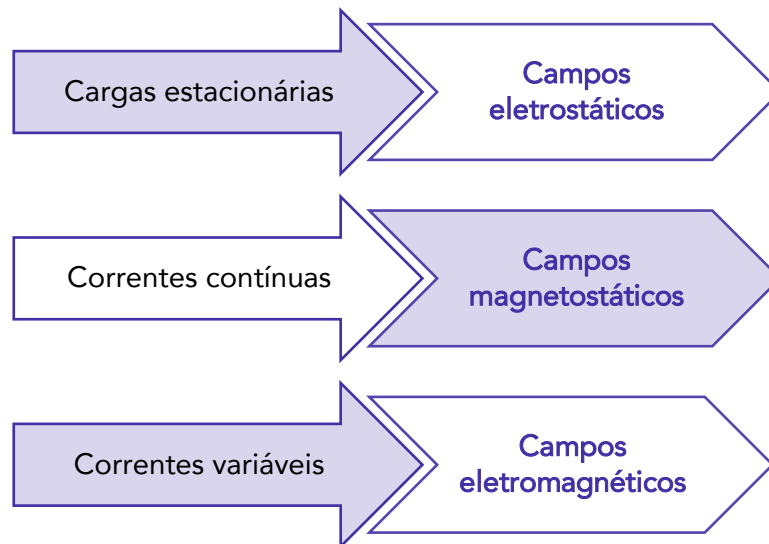 Cargas estacionárias
Campos
eletrostáticos
Correntes contínuas
Campos
magnetostáticos
Correntes variáveis
Campos
eletromagnéticos